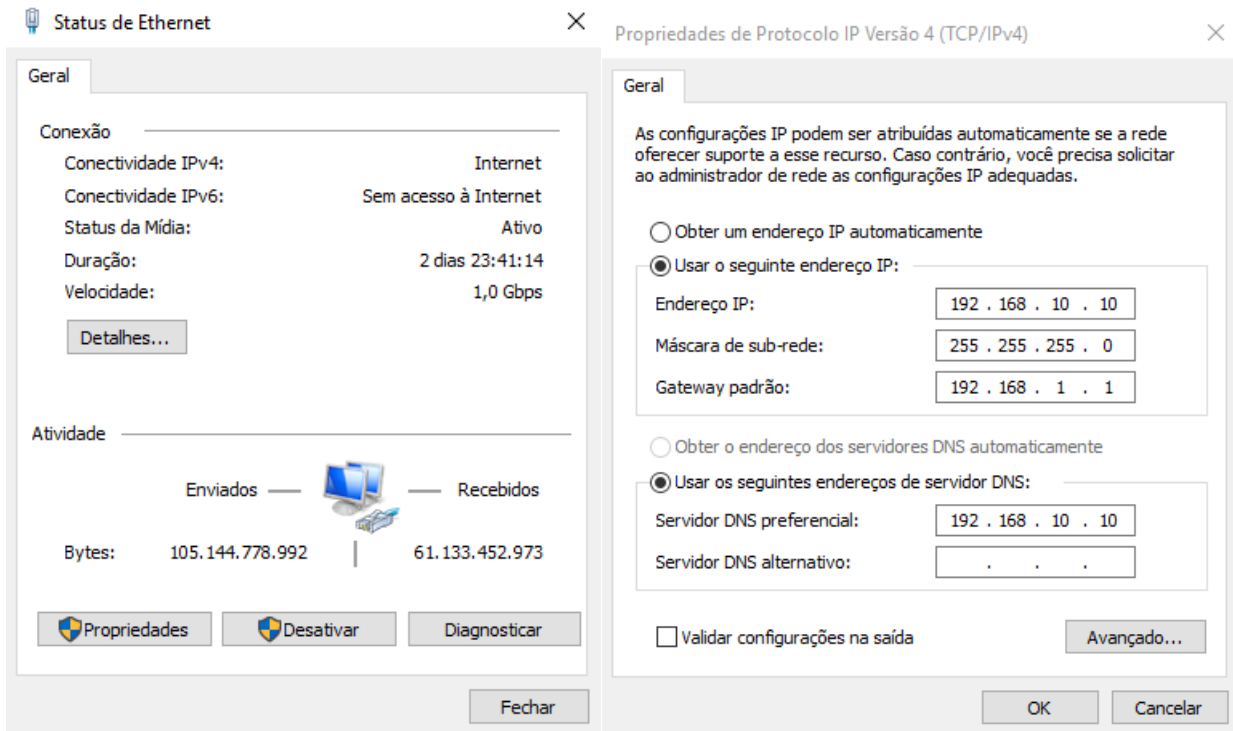 Status de Ethernet
Geral
Conexão
Conectividade IPv4: Internet
Conectividade IPv6: Sem acesso à Internet
Status da Mídia: Ativo
Duração: 2 dias 23:41:14
Velocidade: 1,0 Gbps
Detalhes...
Atividade
Enviados Recebidos
Bytes: 105.144.778.992 61.133.452.973
Propriedades Desativar Diagnosticar
Fechar
Propriedades de Protocolo IP Versão 4 (TCP/IPv4)
Geral
As configurações IP podem ser atribuídas automaticamente se a rede
oferecer suporte a esse recurso. Caso contrário, você precisa solicitar
ao administrador de rede as configurações IP adequadas.
Obter um endereço IP automaticamente
Usar o seguinte endereço IP:
Endereço IP: 192 . 168 . 10 . 10
Máscara de sub-rede: 255 . 255 . 255 . 0
Gateway padrão: 192 . 168 . 1 . 1
Obter o endereço dos servidores DNS automaticamente
Usar os seguintes endereços de servidor DNS:
Servidor DNS preferencial: 192 . 168 . 10 . 10
Servidor DNS alternativo: . . .
Validar configurações na saída Avançado...
OK Cancelar